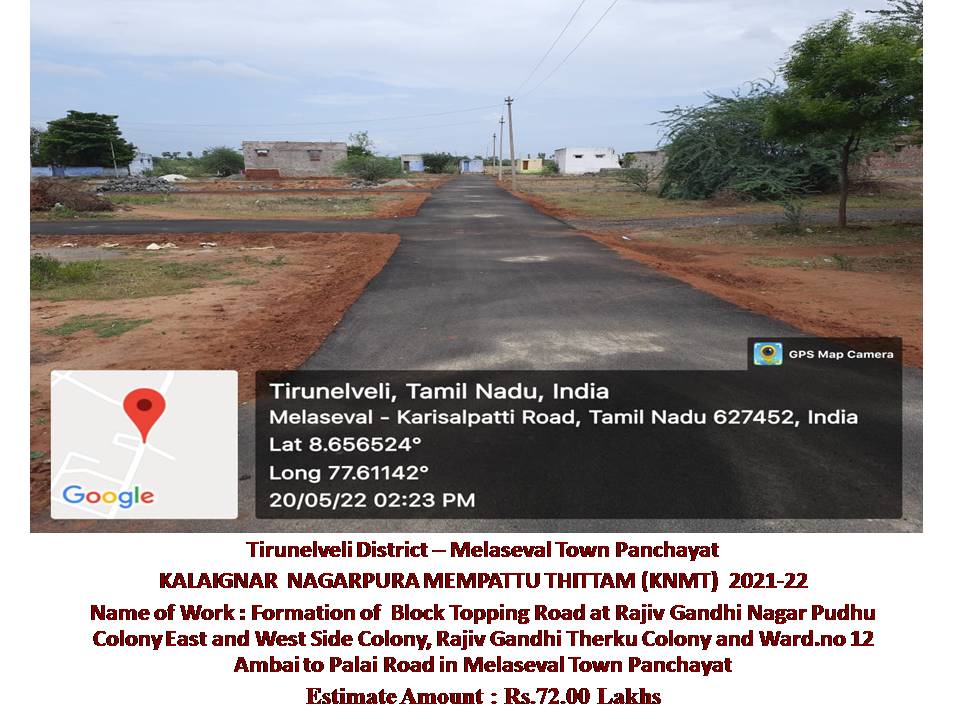 GPS Map Camera
Tirunelveli, Tamil Nadu, India
Melaseval - Karisalpatti Road, Tamil Nadu 627452, India
Lat 8.656524°
Long 77.61142°
20/05/22 02:23 PM
Google
Tirunelveli District – Melaseval Town Panchayat
KALAIGNAR NAGARPURA MEMPATTU THITTAM (KNMT) 2021-22
Name of Work : Formation of Block Topping Road at Rajiv Gandhi Nagar Pudhu
Colony East and West Side Colony, Rajiv Gandhi Therku Colony and Ward.no 12
Ambai to Palai Road in Melaseval Town Panchayat
Estimate Amount : Rs.72.00 Lakhs